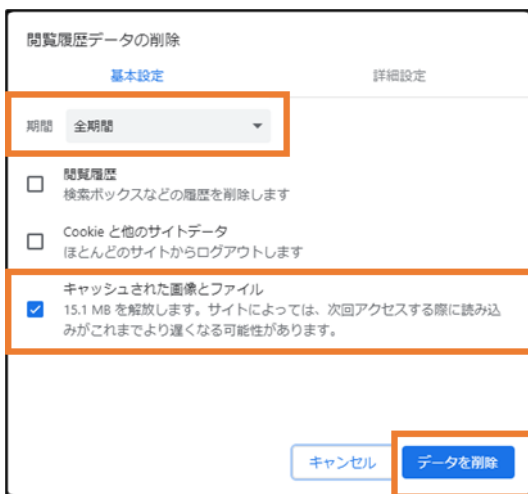 閲覧履歴データの削除
基本設定
詳細設定
期間 全期間
閲覧履歴
検索ボックスなどの履歴を削除します
Cookie と他のサイトデータ
ほとんどのサイトからログアウトします
キャッシュされた画像とファイル
15.1 MB を解放します。サイトによっては、次回アクセスする際に読み込
みがこれまでより遅くなる可能性があります。
キャンセル
データを削除